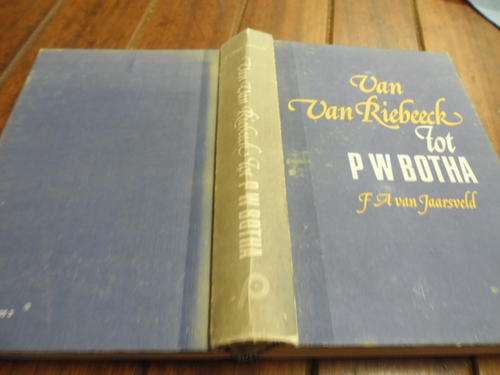 Van
Van Riebeeck
tot
P W BOTHA
F A van Jaarsveld
Van Van Riebeeck tot P W BOTHA